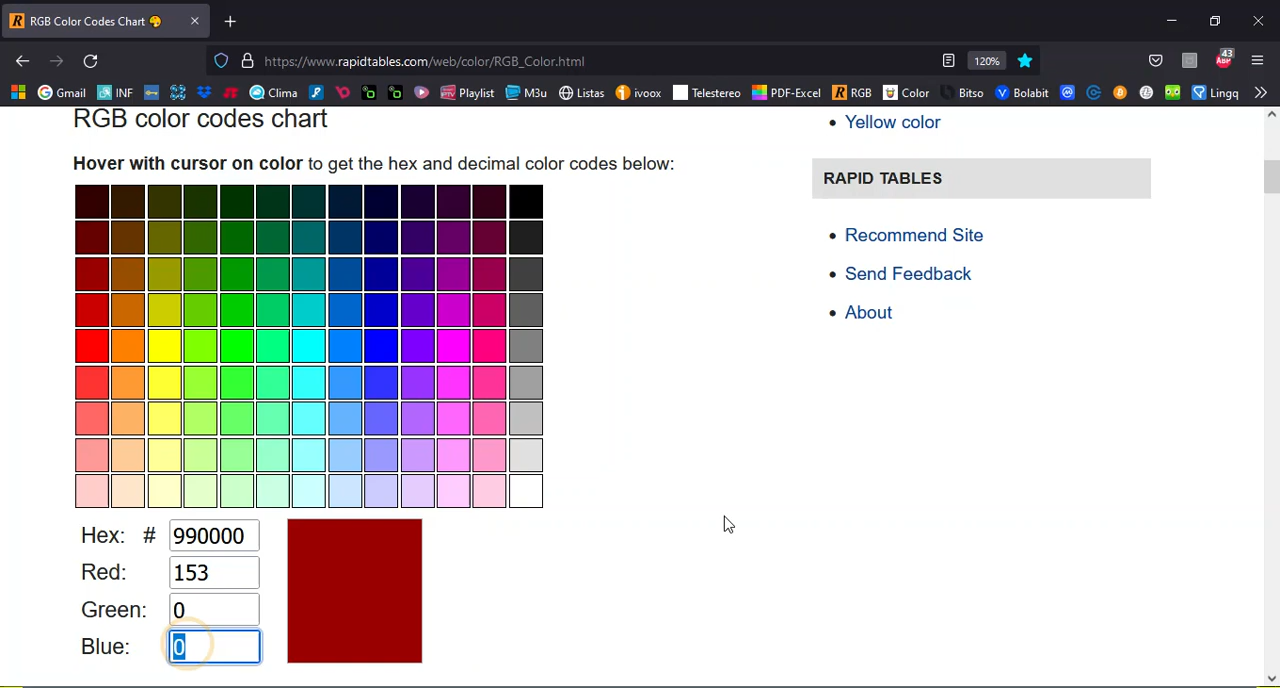 RGB Color Codes Chart
https://www.rapidtables.com/web/color/RGB_Color.html
120%
43
ABP
Gmail
INF
Clima
Playlist
M3u
Listas
ivoox
Telestereo
PDF-Excel
RGB
Color
Bitso
Bolabit
Lingq
RGB color codes chart
Hover with cursor on color to get the hex and decimal color codes below:
Hex: # 990000
Red: 153
Green: 0
Blue: 0
Yellow color
RAPID TABLES
Recommend Site
Send Feedback
About